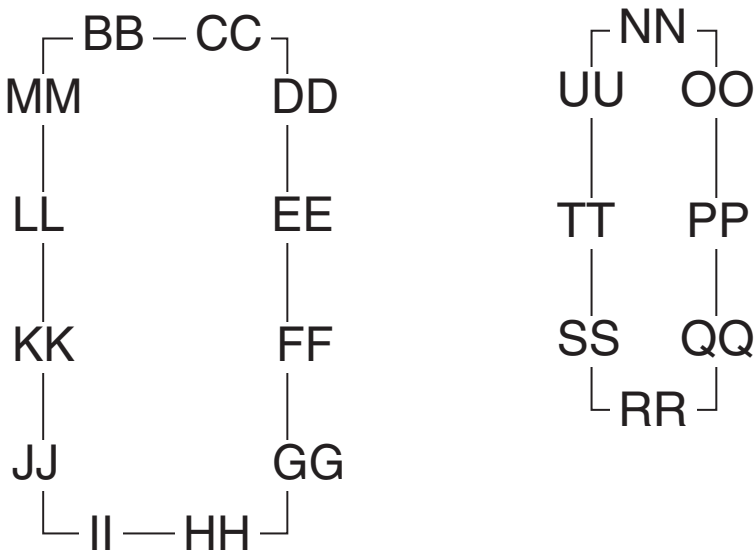 BB CC
MM DD
LL EE
KK FF
JJ GG
II HH
NN
UU OO
TT PP
SS QQ
RR